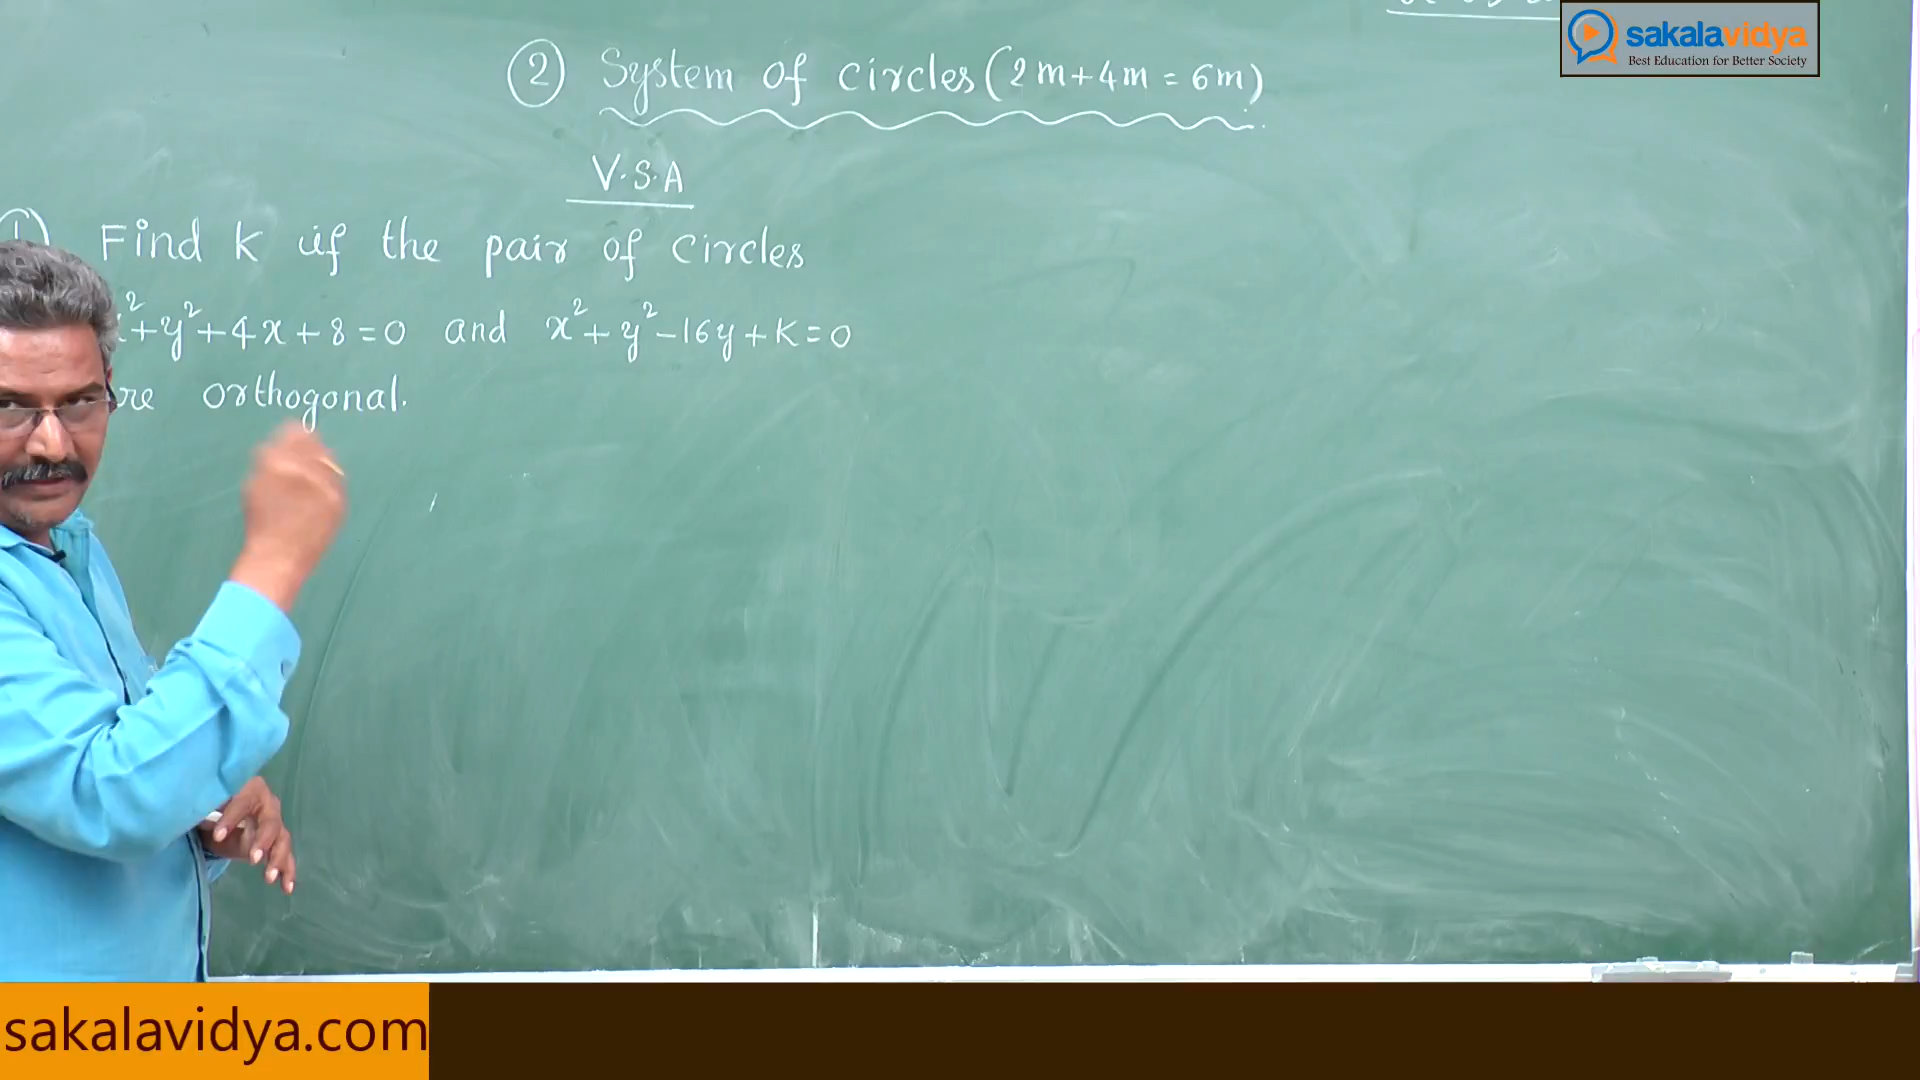 sakalavidya
Best Education for Better Society
② System of circles (2m+4m = 6m)
V.S.A
① Find k if the pair of circles
x²+y²+4x+8=0 and x²+y²-16y+k=0
are orthogonal.
sakalavidya.com